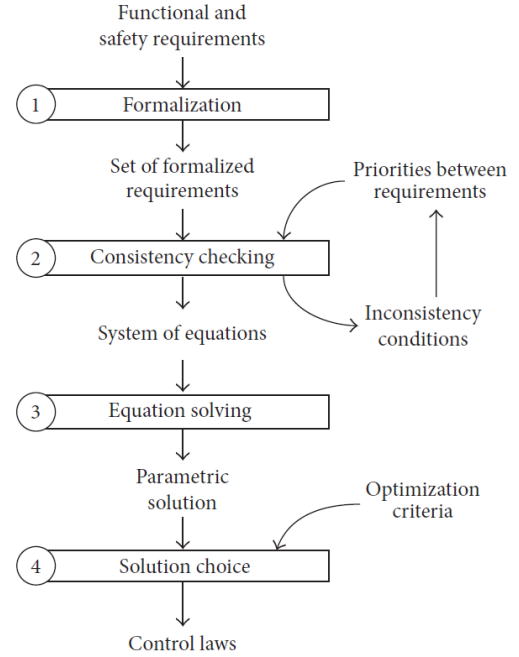 Functional and
safety requirements
1
Formalization
Set of formalized
requirements
Priorities between
requirements
2
Consistency checking
Inconsistency
conditions
System of equations
3
Equation solving
Parametric
solution
Optimization
criteria
4
Solution choice
Control laws